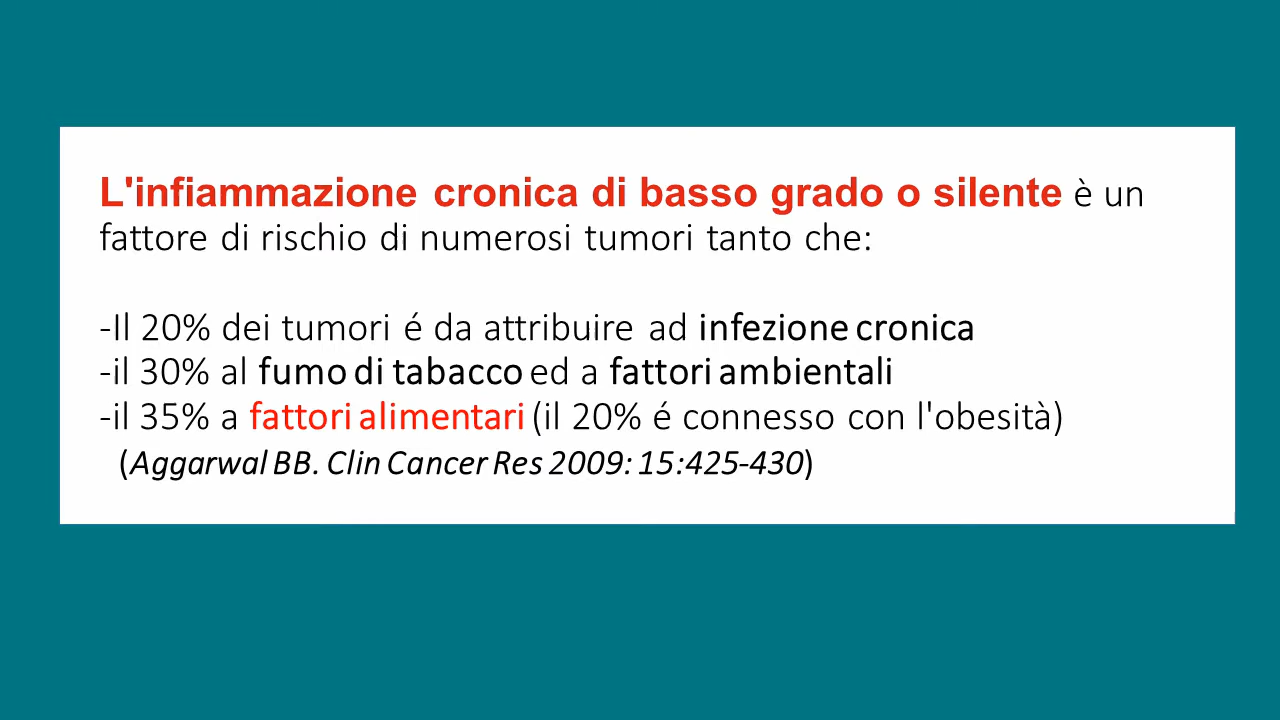 L'infiammazione cronica di basso grado o silente è un
fattore di rischio di numerosi tumori tanto che:
-Il 20% dei tumori é da attribuire ad infezione cronica
-il 30% al fumo di tabacco ed a fattori ambientali
-il 35% a fattori alimentari (il 20% é connesso con l'obesità)
(Aggarwal BB. Clin Cancer Res 2009: 15:425-430)